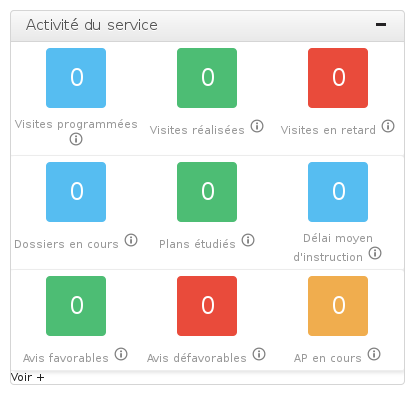 Activité du service
0 0 0
Visites programmées Visites réalisées Visites en retard
0 0 0
Dossiers en cours Plans étudiés Délai moyen
d'instruction
0 0 0
Avis favorables Avis défavorables AP en cours
Voir +